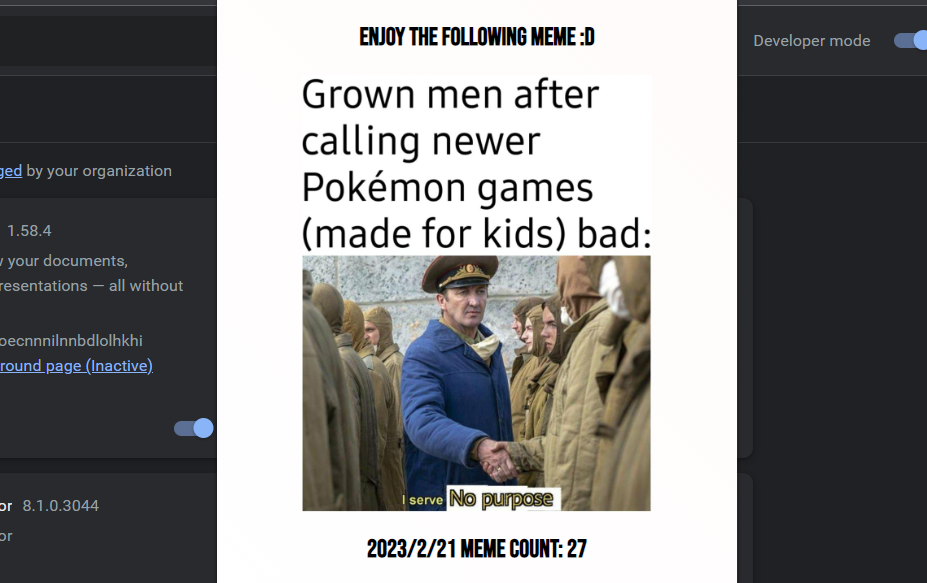 ENJOY THE FOLLOWING MEME :D
Developer mode
Grown men after
calling newer
Pokémon games
(made for kids) bad:
ged by your organization
1.58.4
your documents,
resentations — all without
oecnnnilnnbdlolhkhi
round page (Inactive)
I serve No purpose
or 8.1.0.3044
or
2023/2/21 MEME COUNT: 27